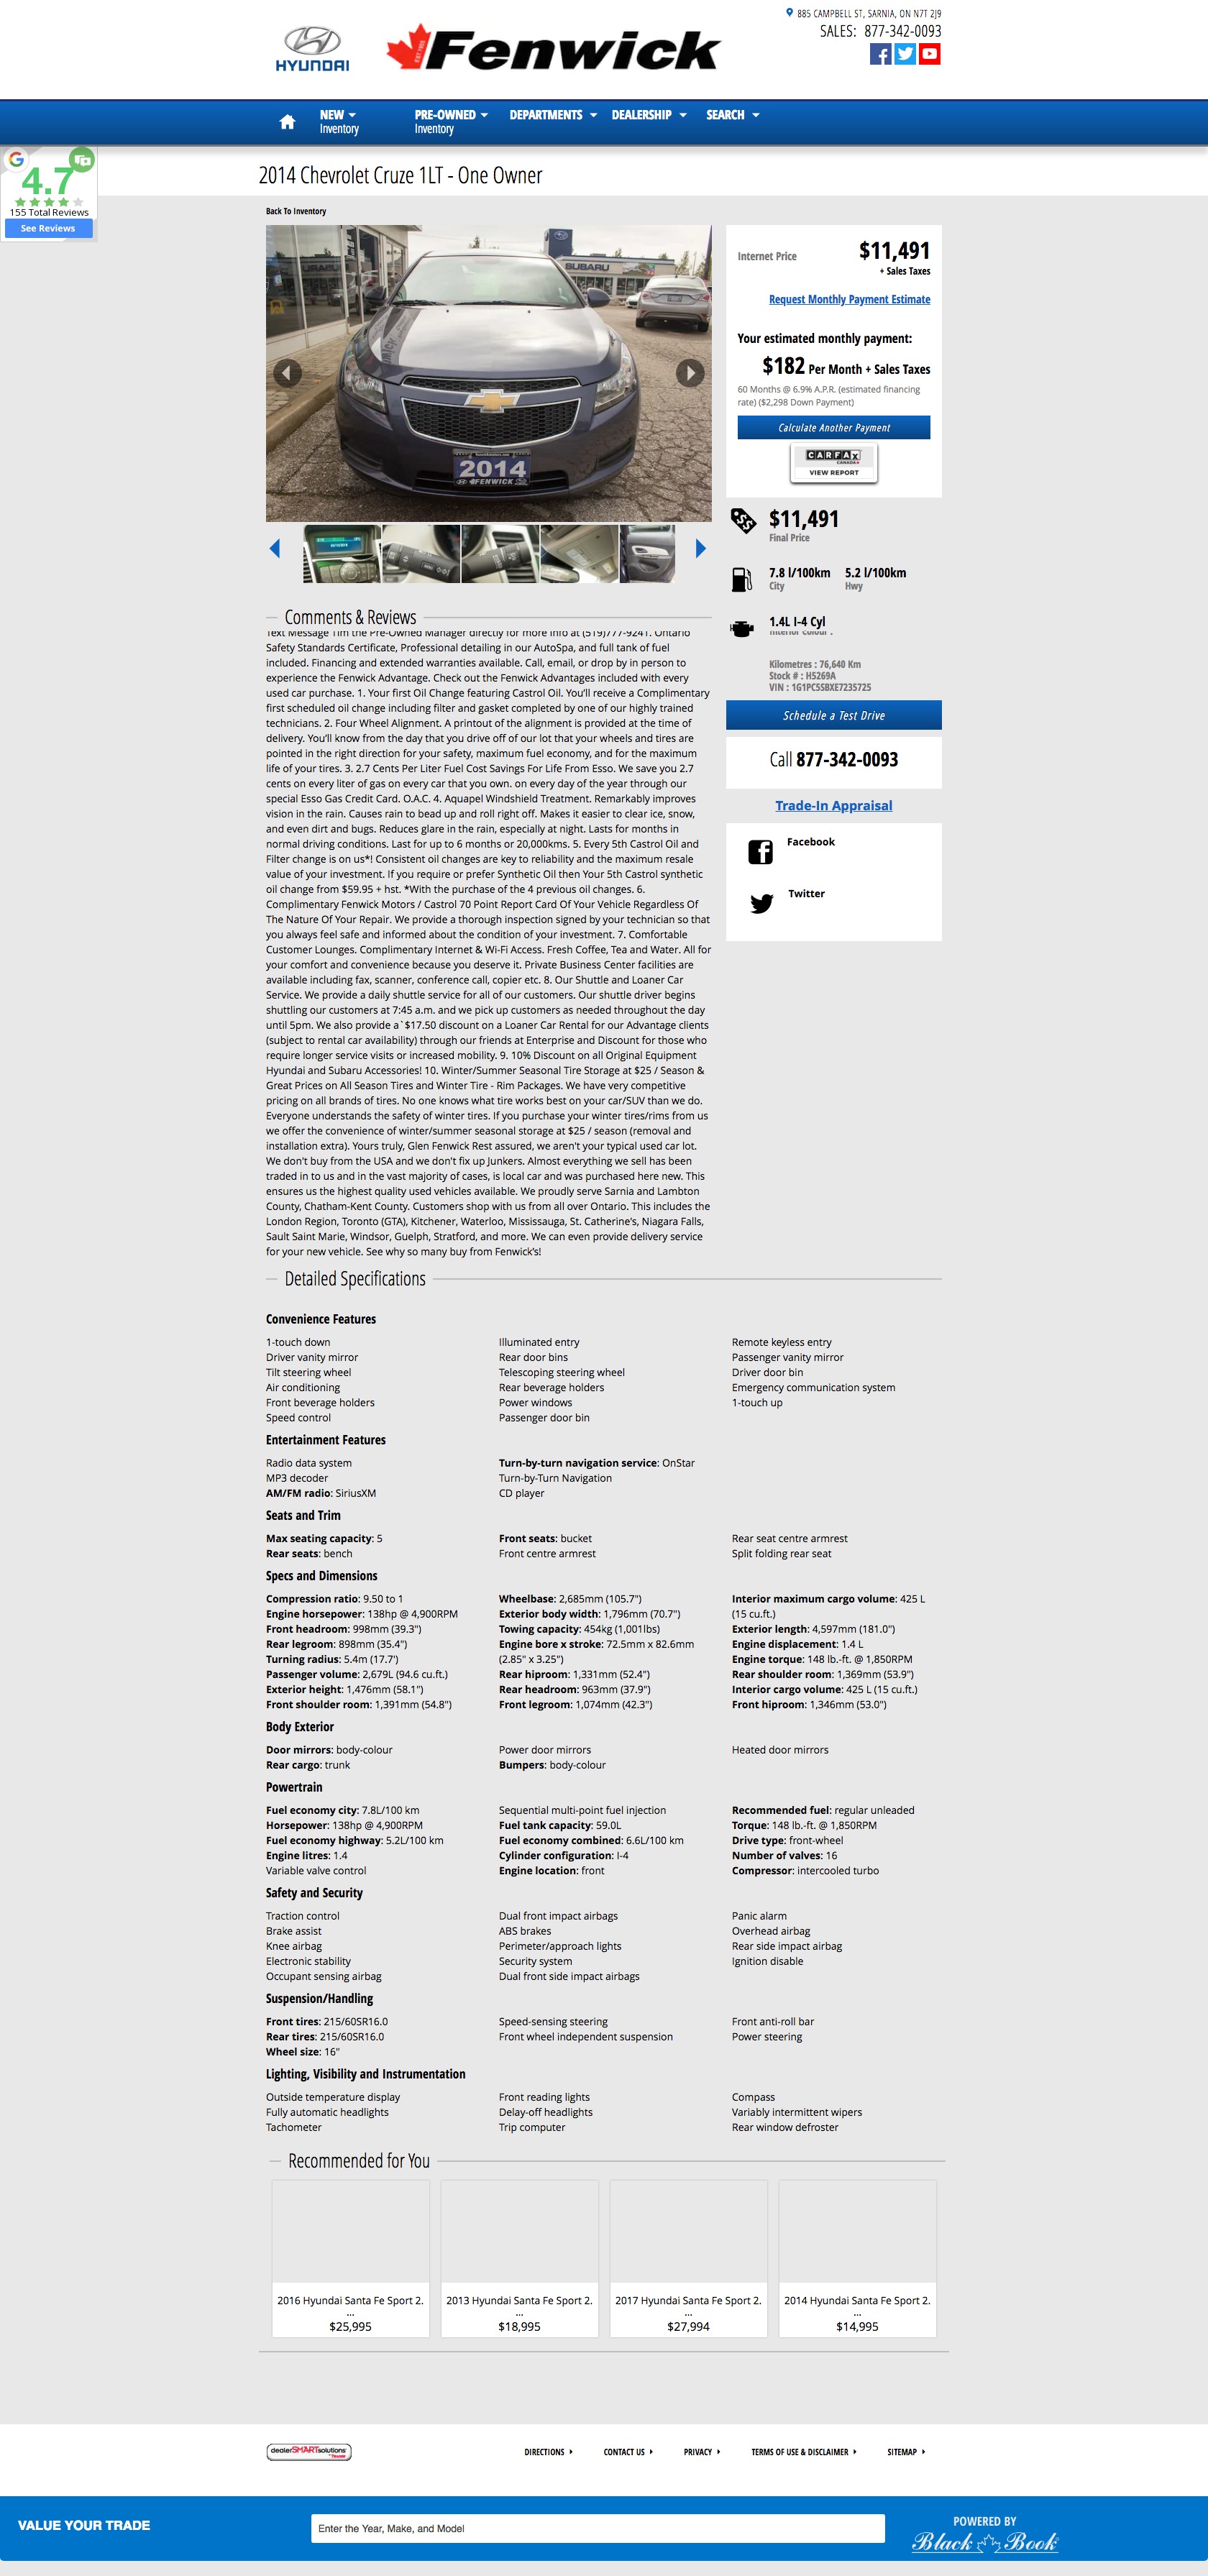 885 CAMPBELL ST, SARNIA, ON N7T 2J9
SALES: 877-342-0093
HYUNDAI
EST 1955
Fenwick
NEW
Inventory
PRE-OWNED
Inventory
DEPARTMENTS
DEALERSHIP
SEARCH
4.7
155 Total Reviews
See Reviews
2014 Chevrolet Cruze 1LT - One Owner
Back To Inventory
SUBARU
2014
FENWICK
Internet Price
$11,491
+ Sales Taxes
Request Monthly Payment Estimate
Your estimated monthly payment:
$182 Per Month + Sales Taxes
60 Months @ 6.9% A.P.R. (estimated financing
rate) ($2,298 Down Payment)
Calculate Another Payment
CARFAX
CANADA
VIEW REPORT
$11,491
Final Price
7.8 l/100km 5.2 l/100km
City Hwy
1.4L I-4 Cyl
Interior Colour :
Kilometres : 76,640 Km
Stock # : H5269A
VIN : 1G1PC5SBXE7235725
Schedule a Test Drive
Call 877-342-0093
Trade-In Appraisal
Facebook
Twitter
Comments & Reviews
Text Message Tim the Pre-Owned Manager directly for more info at (519)777-9241. Ontario
Safety Standards Certificate, Professional detailing in our AutoSpa, and full tank of fuel
included. Financing and extended warranties available. Call, email, or drop by in person to
experience the Fenwick Advantage. Check out the Fenwick Advantages included with every
used car purchase. 1. Your first Oil Change featuring Castrol Oil. You'll receive a Complimentary
first scheduled oil change including filter and gasket completed by one of our highly trained
technicians. 2. Four Wheel Alignment. A printout of the alignment is provided at the time of
delivery. You'll know from the day that you drive off of our lot that your wheels and tires are
pointed in the right direction for your safety, maximum fuel economy, and for the maximum
life of your tires. 3. 2.7 Cents Per Liter Fuel Cost Savings For Life From Esso. We save you 2.7
cents on every liter of gas on every car that you own. on every day of the year through our
special Esso Gas Credit Card. O.A.C. 4. Aquapel Windshield Treatment. Remarkably improves
vision in the rain. Causes rain to bead up and roll right off. Makes it easier to clear ice, snow,
and even dirt and bugs. Reduces glare in the rain, especially at night. Lasts for months in
normal driving conditions. Last for up to 6 months or 20,000kms. 5. Every 5th Castrol Oil and
Filter change is on us*! Consistent oil changes are key to reliability and the maximum resale
value of your investment. If you require or prefer Synthetic Oil then Your 5th Castrol synthetic
oil change from $59.95 + hst. *With the purchase of the 4 previous oil changes. 6.
Complimentary Fenwick Motors / Castrol 70 Point Report Card Of Your Vehicle Regardless Of
The Nature Of Your Repair. We provide a thorough inspection signed by your technician so that
you always feel safe and informed about the condition of your investment. 7. Comfortable
Customer Lounges. Complimentary Internet & Wi-Fi Access. Fresh Coffee, Tea and Water. All for
your comfort and convenience because you deserve it. Private Business Center facilities are
available including fax, scanner, conference call, copier etc. 8. Our Shuttle and Loaner Car
Service. We provide a daily shuttle service for all of our customers. Our shuttle driver begins
shuttling our customers at 7:45 a.m. and we pick up customers as needed throughout the day
until 5pm. We also provide a`$17.50 discount on a Loaner Car Rental for our Advantage clients
(subject to rental car availability) through our friends at Enterprise and Discount for those who
require longer service visits or increased mobility. 9. 10% Discount on all Original Equipment
Hyundai and Subaru Accessories! 10. Winter/Summer Seasonal Tire Storage at $25 / Season &
Great Prices on All Season Tires and Winter Tire - Rim Packages. We have very competitive
pricing on all brands of tires. No one knows what tire works best on your car/SUV than we do.
Everyone understands the safety of winter tires. If you purchase your winter tires/rims from us
we offer the convenience of winter/summer seasonal storage at $25 / season (removal and
installation extra). Yours truly, Glen Fenwick Rest assured, we aren't your typical used car lot.
We don't buy from the USA and we don't fix up Junkers. Almost everything we sell has been
traded in to us and in the vast majority of cases, is local car and was purchased here new. This
ensures us the highest quality used vehicles available. We proudly serve Sarnia and Lambton
County, Chatham-Kent County. Customers shop with us from all over Ontario. This includes the
London Region, Toronto (GTA), Kitchener, Waterloo, Mississauga, St. Catherine's, Niagara Falls,
Sault Saint Marie, Windsor, Guelph, Stratford, and more. We can even provide delivery service
for your new vehicle. See why so many buy from Fenwick's!
Detailed Specifications
Convenience Features
1-touch down Illuminated entry Remote keyless entry
Driver vanity mirror Rear door bins Passenger vanity mirror
Tilt steering wheel Telescoping steering wheel Driver door bin
Air conditioning Rear beverage holders Emergency communication system
Front beverage holders Power windows 1-touch up
Speed control Passenger door bin
Entertainment Features
Radio data system Turn-by-turn navigation service: OnStar
MP3 decoder Turn-by-Turn Navigation
AM/FM radio: SiriusXM CD player
Seats and Trim
Max seating capacity: 5 Front seats: bucket Rear seat centre armrest
Rear seats: bench Front centre armrest Split folding rear seat
Specs and Dimensions
Compression ratio: 9.50 to 1 Wheelbase: 2,685mm (105.7") Interior maximum cargo volume: 425 L
Engine horsepower: 138hp @ 4,900RPM Exterior body width: 1,796mm (70.7") (15 cu.ft.)
Front headroom: 998mm (39.3") Towing capacity: 454kg (1,001lbs) Exterior length: 4,597mm (181.0")
Rear legroom: 898mm (35.4") Engine bore x stroke: 72.5mm x 82.6mm Engine displacement: 1.4 L
Turning radius: 5.4m (17.7') (2.85" x 3.25") Engine torque: 148 lb.-ft. @ 1,850RPM
Passenger volume: 2,679L (94.6 cu.ft.) Rear hiproom: 1,331mm (52.4") Rear shoulder room: 1,369mm (53.9")
Exterior height: 1,476mm (58.1") Rear headroom: 963mm (37.9") Interior cargo volume: 425 L (15 cu.ft.)
Front shoulder room: 1,391mm (54.8") Front legroom: 1,074mm (42.3") Front hiproom: 1,346mm (53.0")
Body Exterior
Door mirrors: body-colour Power door mirrors Heated door mirrors
Rear cargo: trunk Bumpers: body-colour
Powertrain
Fuel economy city: 7.8L/100 km Sequential multi-point fuel injection Recommended fuel: regular unleaded
Horsepower: 138hp @ 4,900RPM Fuel tank capacity: 59.0L Torque: 148 lb.-ft. @ 1,850RPM
Fuel economy highway: 5.2L/100 km Fuel economy combined: 6.6L/100 km Drive type: front-wheel
Engine litres: 1.4 Cylinder configuration: I-4 Number of valves: 16
Variable valve control Engine location: front Compressor: intercooled turbo
Safety and Security
Traction control Dual front impact airbags Panic alarm
Brake assist ABS brakes Overhead airbag
Knee airbag Perimeter/approach lights Rear side impact airbag
Electronic stability Security system Ignition disable
Occupant sensing airbag Dual front side impact airbags
Suspension/Handling
Front tires: 215/60SR16.0 Speed-sensing steering Front anti-roll bar
Rear tires: 215/60SR16.0 Front wheel independent suspension Power steering
Wheel size: 16"
Lighting, Visibility and Instrumentation
Outside temperature display Front reading lights Compass
Fully automatic headlights Delay-off headlights Variably intermittent wipers
Tachometer Trip computer Rear window defroster
Recommended for You
2016 Hyundai Santa Fe Sport 2.
...
$25,995
2013 Hyundai Santa Fe Sport 2.
...
$18,995
2017 Hyundai Santa Fe Sport 2.
...
$27,994
2014 Hyundai Santa Fe Sport 2.
...
$14,995
dealerSMARTsolutions
DIRECTIONS CONTACT US PRIVACY TERMS OF USE & DISCLAIMER SITEMAP
VALUE YOUR TRADE
Enter the Year, Make, and Model
POWERED BY
Black Book